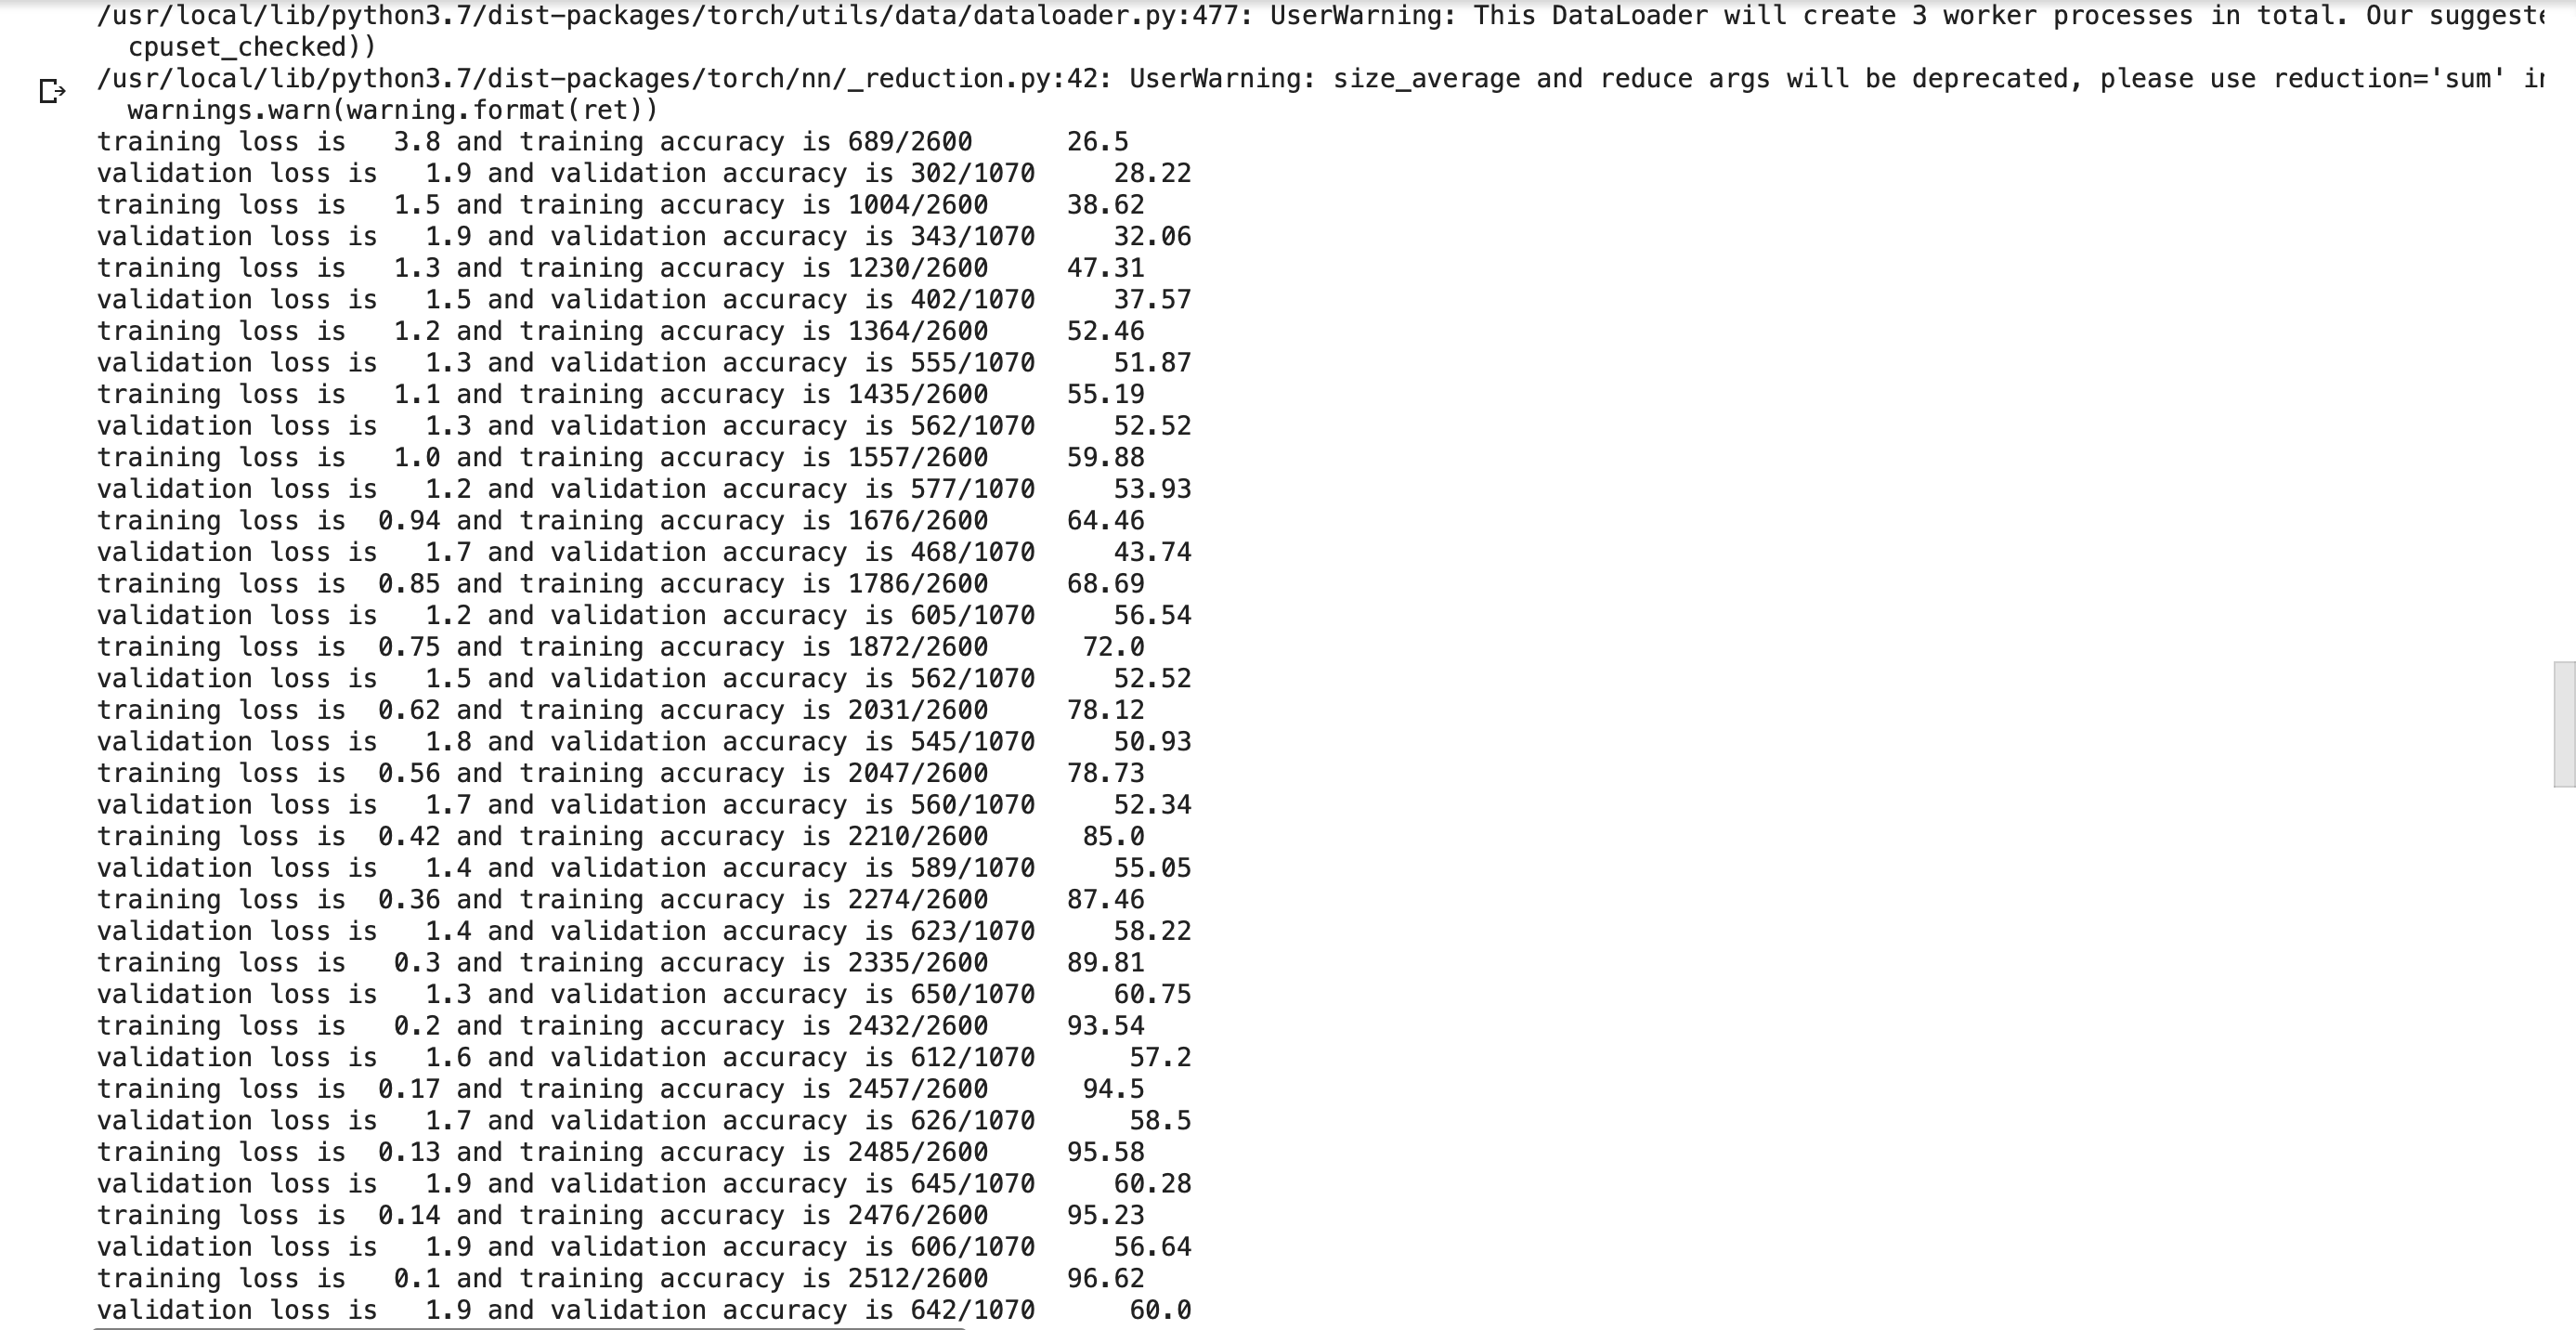 /usr/local/lib/python3.7/dist-packages/torch/utils/data/dataloader.py:477: UserWarning: This DataLoader will create 3 worker processes in total. Our
cpuset_checked))
/usr/local/lib/python3.7/dist-packages/torch/nn/_reduction.py:42: UserWarning: size_average and reduce args will be deprecated, please use reduction='sum'
warnings.warn(warning.format(ret))
training loss is 3.8 and training accuracy is 689/2600 26.5
validation loss is 1.9 and validation accuracy is 302/1070 28.22
training loss is 1.5 and training accuracy is 1004/2600 38.62
validation loss is 1.9 and validation accuracy is 343/1070 32.06
training loss is 1.3 and training accuracy is 1230/2600 47.31
validation loss is 1.5 and validation accuracy is 402/1070 37.57
training loss is 1.2 and training accuracy is 1364/2600 52.46
validation loss is 1.3 and validation accuracy is 555/1070 51.87
training loss is 1.1 and training accuracy is 1435/2600 55.19
validation loss is 1.3 and validation accuracy is 562/1070 52.52
training loss is 1.0 and training accuracy is 1557/2600 59.88
validation loss is 1.2 and validation accuracy is 577/1070 53.93
training loss is 0.94 and training accuracy is 1676/2600 64.46
validation loss is 1.7 and validation accuracy is 468/1070 43.74
training loss is 0.85 and training accuracy is 1786/2600 68.69
validation loss is 1.2 and validation accuracy is 605/1070 56.54
training loss is 0.75 and training accuracy is 1872/2600 72.0
validation loss is 1.5 and validation accuracy is 562/1070 52.52
training loss is 0.62 and training accuracy is 2031/2600 78.12
validation loss is 1.8 and validation accuracy is 545/1070 50.93
training loss is 0.56 and training accuracy is 2047/2600 78.73
validation loss is 1.7 and validation accuracy is 560/1070 52.34
training loss is 0.42 and training accuracy is 2210/2600 85.0
validation loss is 1.4 and validation accuracy is 589/1070 55.05
training loss is 0.36 and training accuracy is 2274/2600 87.46
validation loss is 1.4 and validation accuracy is 623/1070 58.22
training loss is 0.3 and training accuracy is 2335/2600 89.81
validation loss is 1.3 and validation accuracy is 650/1070 60.75
training loss is 0.2 and training accuracy is 2432/2600 93.54
validation loss is 1.6 and validation accuracy is 612/1070 57.2
training loss is 0.17 and training accuracy is 2457/2600 94.5
validation loss is 1.7 and validation accuracy is 626/1070 58.5
training loss is 0.13 and training accuracy is 2485/2600 95.58
validation loss is 1.9 and validation accuracy is 645/1070 60.28
training loss is 0.14 and training accuracy is 2476/2600 95.23
validation loss is 1.9 and validation accuracy is 606/1070 56.64
training loss is 0.1 and training accuracy is 2512/2600 96.62
validation loss is 1.9 and validation accuracy is 642/1070 60.0